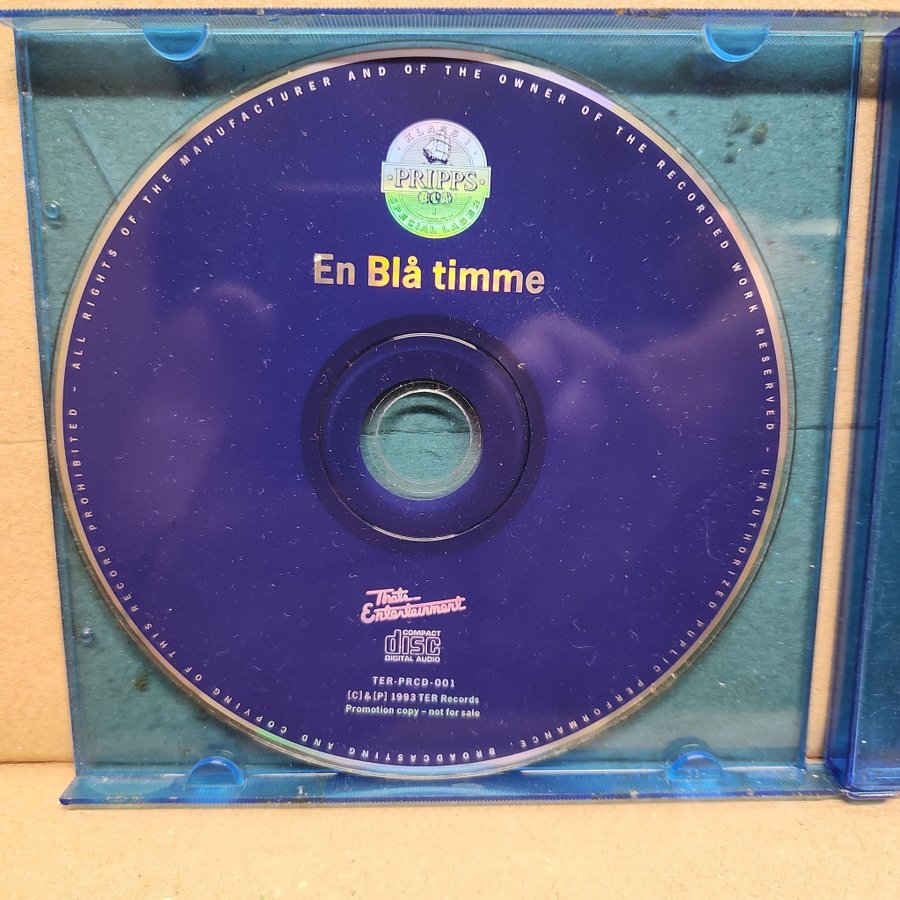 ALL RIGHTS OF THE MANUFACTURER AND OF THE OWNER OF THE RECORDED WORK RESERVED - UNAUTHORIZED PUBLIC PERFORMANCE, BROADCASTING AND COPYING OF THIS RECORD PROHIBITED -
KLASS 1
· PRIPPS ·
BLÅ
SPECIAL LAGER
En Blå timme
Thats
Entertainment
COMPACT
disc
DIGITAL AUDIO
TER-PRCD-001
[C] & [P] 1993 TER Records
Promotion copy – not for sale